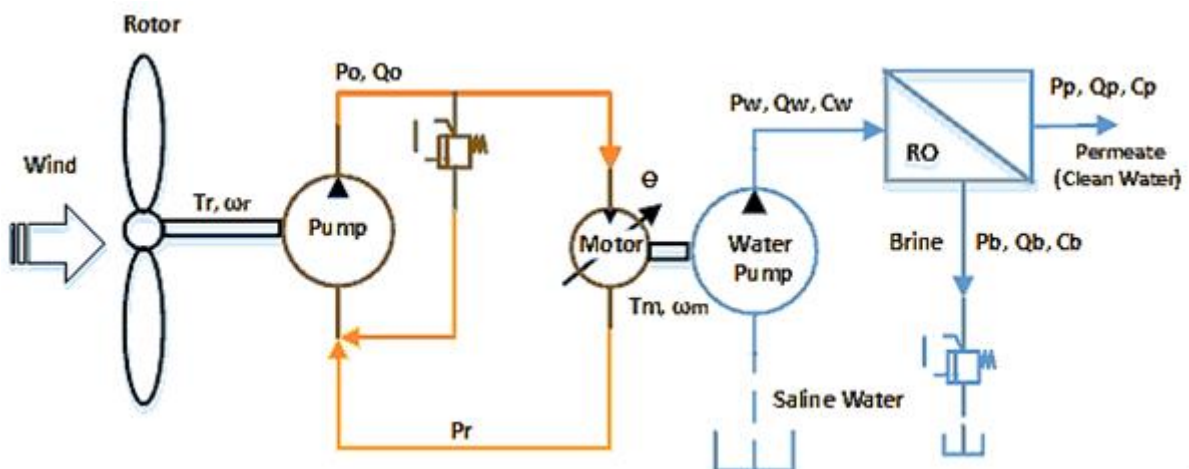 Rotor
Wind
Tr, ωr
Pump
Po, Qo
Pr
Motor
ϴ
Tm, ωm
Water
Pump
Saline Water
Pw, Qw, Cw
RO
Pp, Qp, Cp
Permeate
(Clean Water)
Brine
Pb, Qb, Cb